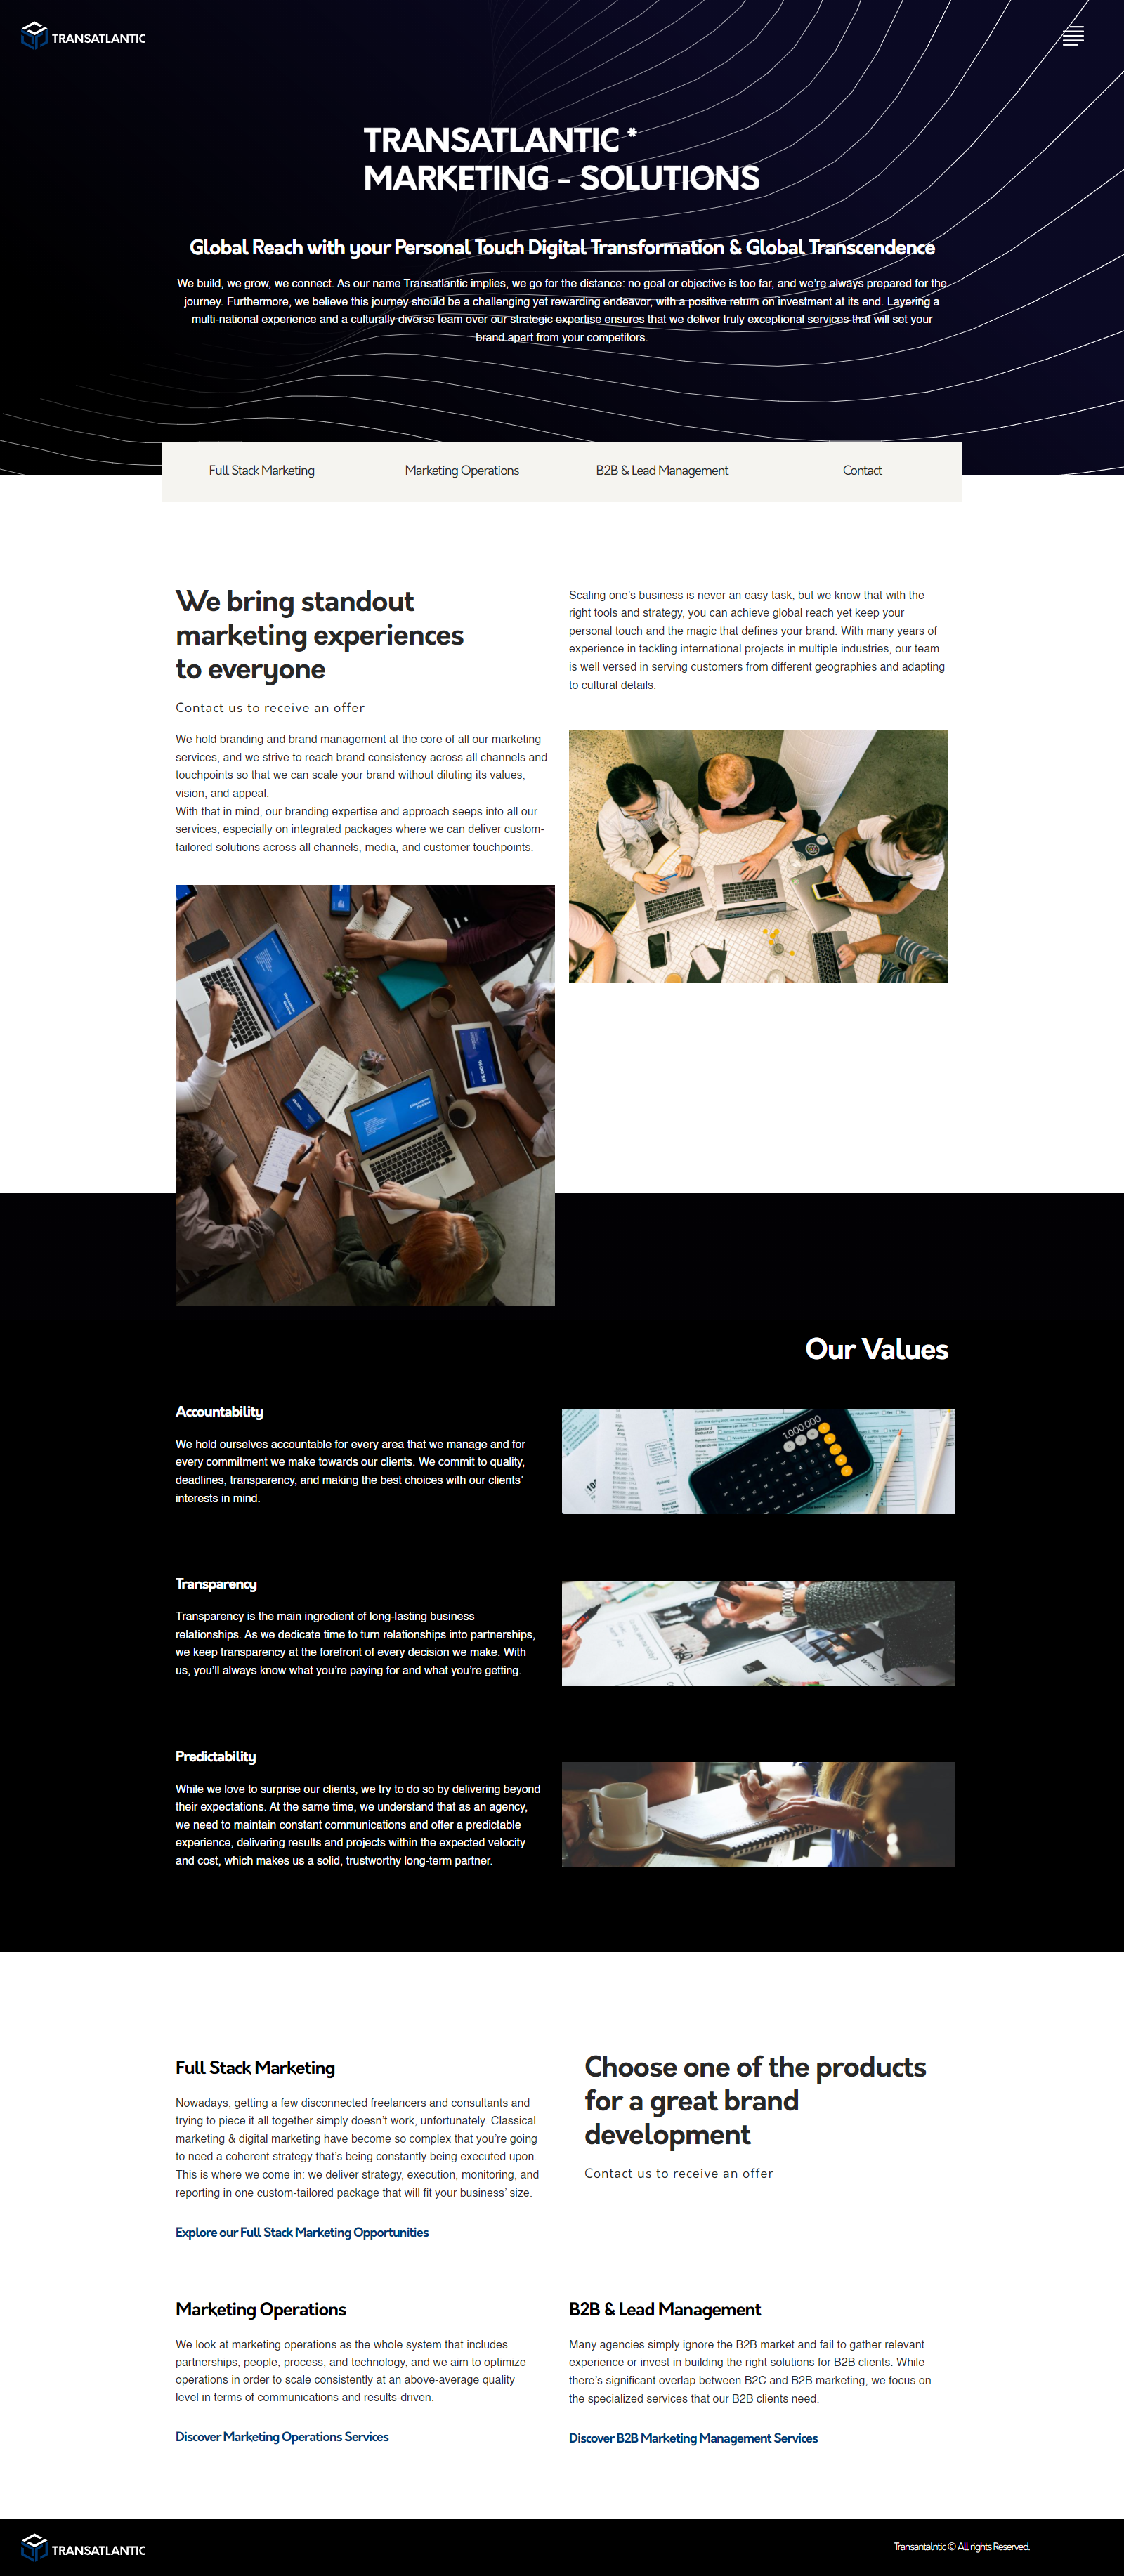 TRANSATLANTIC
TRANSATLANTIC *
MARKETING - SOLUTIONS
Global Reach with your Personal Touch Digital Transformation & Global Transcendence
We build, we grow, we connect. As our name Transatlantic implies, we go for the distance: no goal or objective is too far, and we're always prepared for the
journey. Furthermore, we believe this journey should be a challenging yet rewarding endeavor, with a positive return on investment at its end. Layering a
multi-national experience and a culturally diverse team over our strategic expertise ensures that we deliver truly exceptional services that will set your
brand apart from your competitors.
Full Stack Marketing
Marketing Operations
B2B & Lead Management
Contact
We bring standout
marketing experiences
to everyone
Contact us to receive an offer
We hold branding and brand management at the core of all our marketing
services, and we strive to reach brand consistency across all channels and
touchpoints so that we can scale your brand without diluting its values,
vision, and appeal.
With that in mind, our branding expertise and approach seeps into all our
services, especially on integrated packages where we can deliver custom-
tailored solutions across all channels, media, and customer touchpoints.
Scaling one's business is never an easy task, but we know that with the
right tools and strategy, you can achieve global reach yet keep your
personal touch and the magic that defines your brand. With many years of
experience in tackling international projects in multiple industries, our team
is well versed in serving customers from different geographies and adapting
to cultural details.
Our Values
Accountability
We hold ourselves accountable for every area that we manage and for
every commitment we make towards our clients. We commit to quality,
deadlines, transparency, and making the best choices with our clients'
interests in mind.
1,000,000
Transparency
Transparency is the main ingredient of long-lasting business
relationships. As we dedicate time to turn relationships into partnerships,
we keep transparency at the forefront of every decision we make. With
us, you'll always know what you're paying for and what you're getting.
Predictability
While we love to surprise our clients, we try to do so by delivering beyond
their expectations. At the same time, we understand that as an agency,
we need to maintain constant communications and offer a predictable
experience, delivering results and projects within the expected velocity
and cost, which makes us a solid, trustworthy long-term partner.
Full Stack Marketing
Nowadays, getting a few disconnected freelancers and consultants and
trying to piece it all together simply doesn't work, unfortunately. Classical
marketing & digital marketing have become so complex that you're going
to need a coherent strategy that's being constantly being executed upon.
This is where we come in: we deliver strategy, execution, monitoring, and
reporting in one custom-tailored package that will fit your business' size.
Explore our Full Stack Marketing Opportunities
Choose one of the products
for a great brand
development
Contact us to receive an offer
Marketing Operations
We look at marketing operations as the whole system that includes
partnerships, people, process, and technology, and we aim to optimize
operations in order to scale consistently at an above-average quality
level in terms of communications and results-driven.
Discover Marketing Operations Services
B2B & Lead Management
Many agencies simply ignore the B2B market and fail to gather relevant
experience or invest in building the right solutions for B2B clients. While
there's significant overlap between B2C and B2B marketing, we focus on
the specialized services that our B2B clients need.
Discover B2B Marketing Management Services
TRANSATLANTIC
Transantalntic © All rights Reserved.